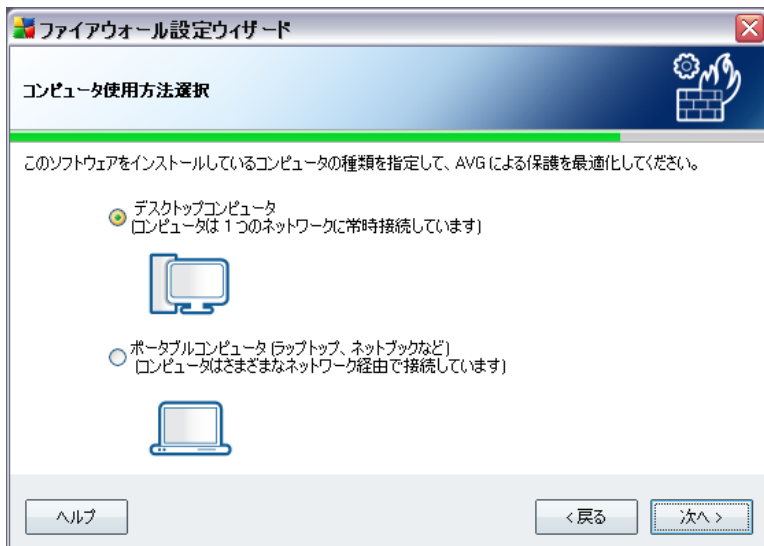 ファイアウォール設定ウィザード
コンピュータ使用方法選択
このソフトウェアをインストールしているコンピュータの種類を指定して、AVG による保護を最適化してください。
デスクトップコンピュータ
(コンピュータは 1 つのネットワークに常時接続しています)
ポータブルコンピュータ (ラップトップ、ネットブックなど)
(コンピュータはさまざまなネットワーク経由で接続しています)
ヘルプ
< 戻る
次へ >